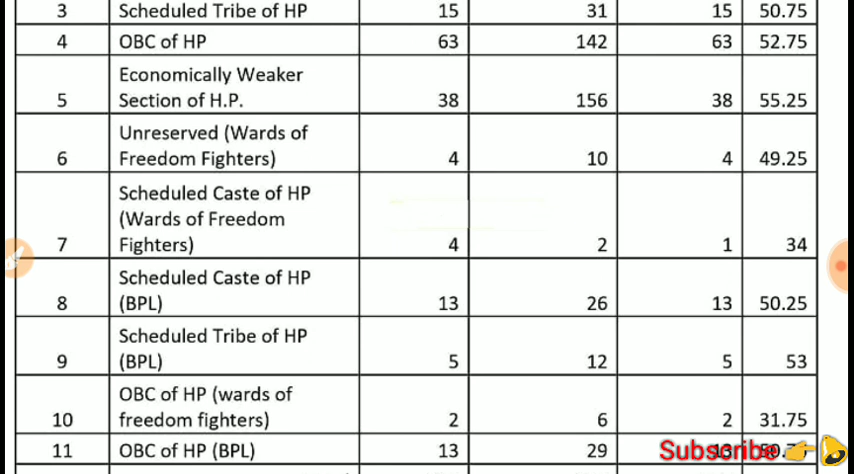 3 Scheduled Tribe of HP 15 31 15 50.75
4 OBC of HP 63 142 63 52.75
Economically Weaker
5 Section of H.P. 38 156 38 55.25
Unreserved (Wards of
6 Freedom Fighters) 4 10 4 49.25
Scheduled Caste of HP
(Wards of Freedom
7 Fighters) 4 2 1 34
Scheduled Caste of HP
8 (BPL) 13 26 13 50.25
Scheduled Tribe of HP
9 (BPL) 5 12 5 53
OBC of HP (wards of
10 freedom fighters) 2 6 2 31.75
11 OBC of HP (BPL) 13 29 13
Subscribe